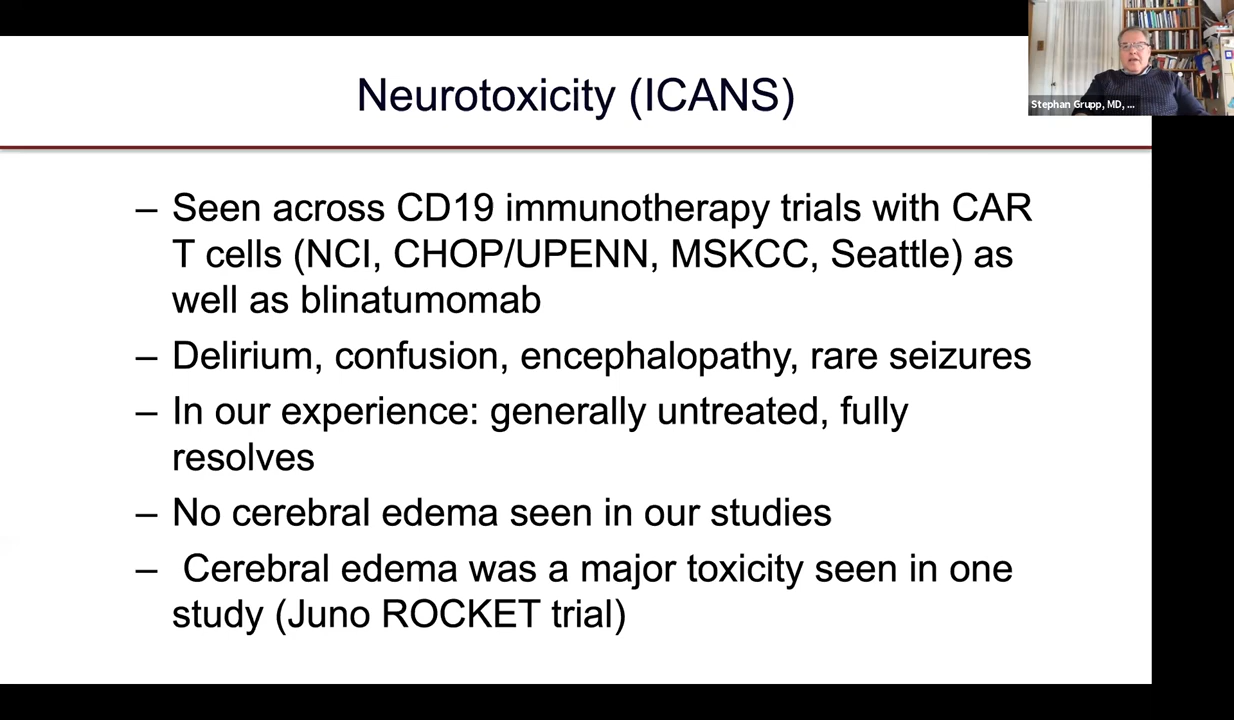 Neurotoxicity (ICANS)
Stephan Grupp, MD, ...
– Seen across CD19 immunotherapy trials with CAR
T cells (NCI, CHOP/UPENN, MSKCC, Seattle) as
well as blinatumomab
– Delirium, confusion, encephalopathy, rare seizures
– In our experience: generally untreated, fully
resolves
– No cerebral edema seen in our studies
– Cerebral edema was a major toxicity seen in one
study (Juno ROCKET trial)